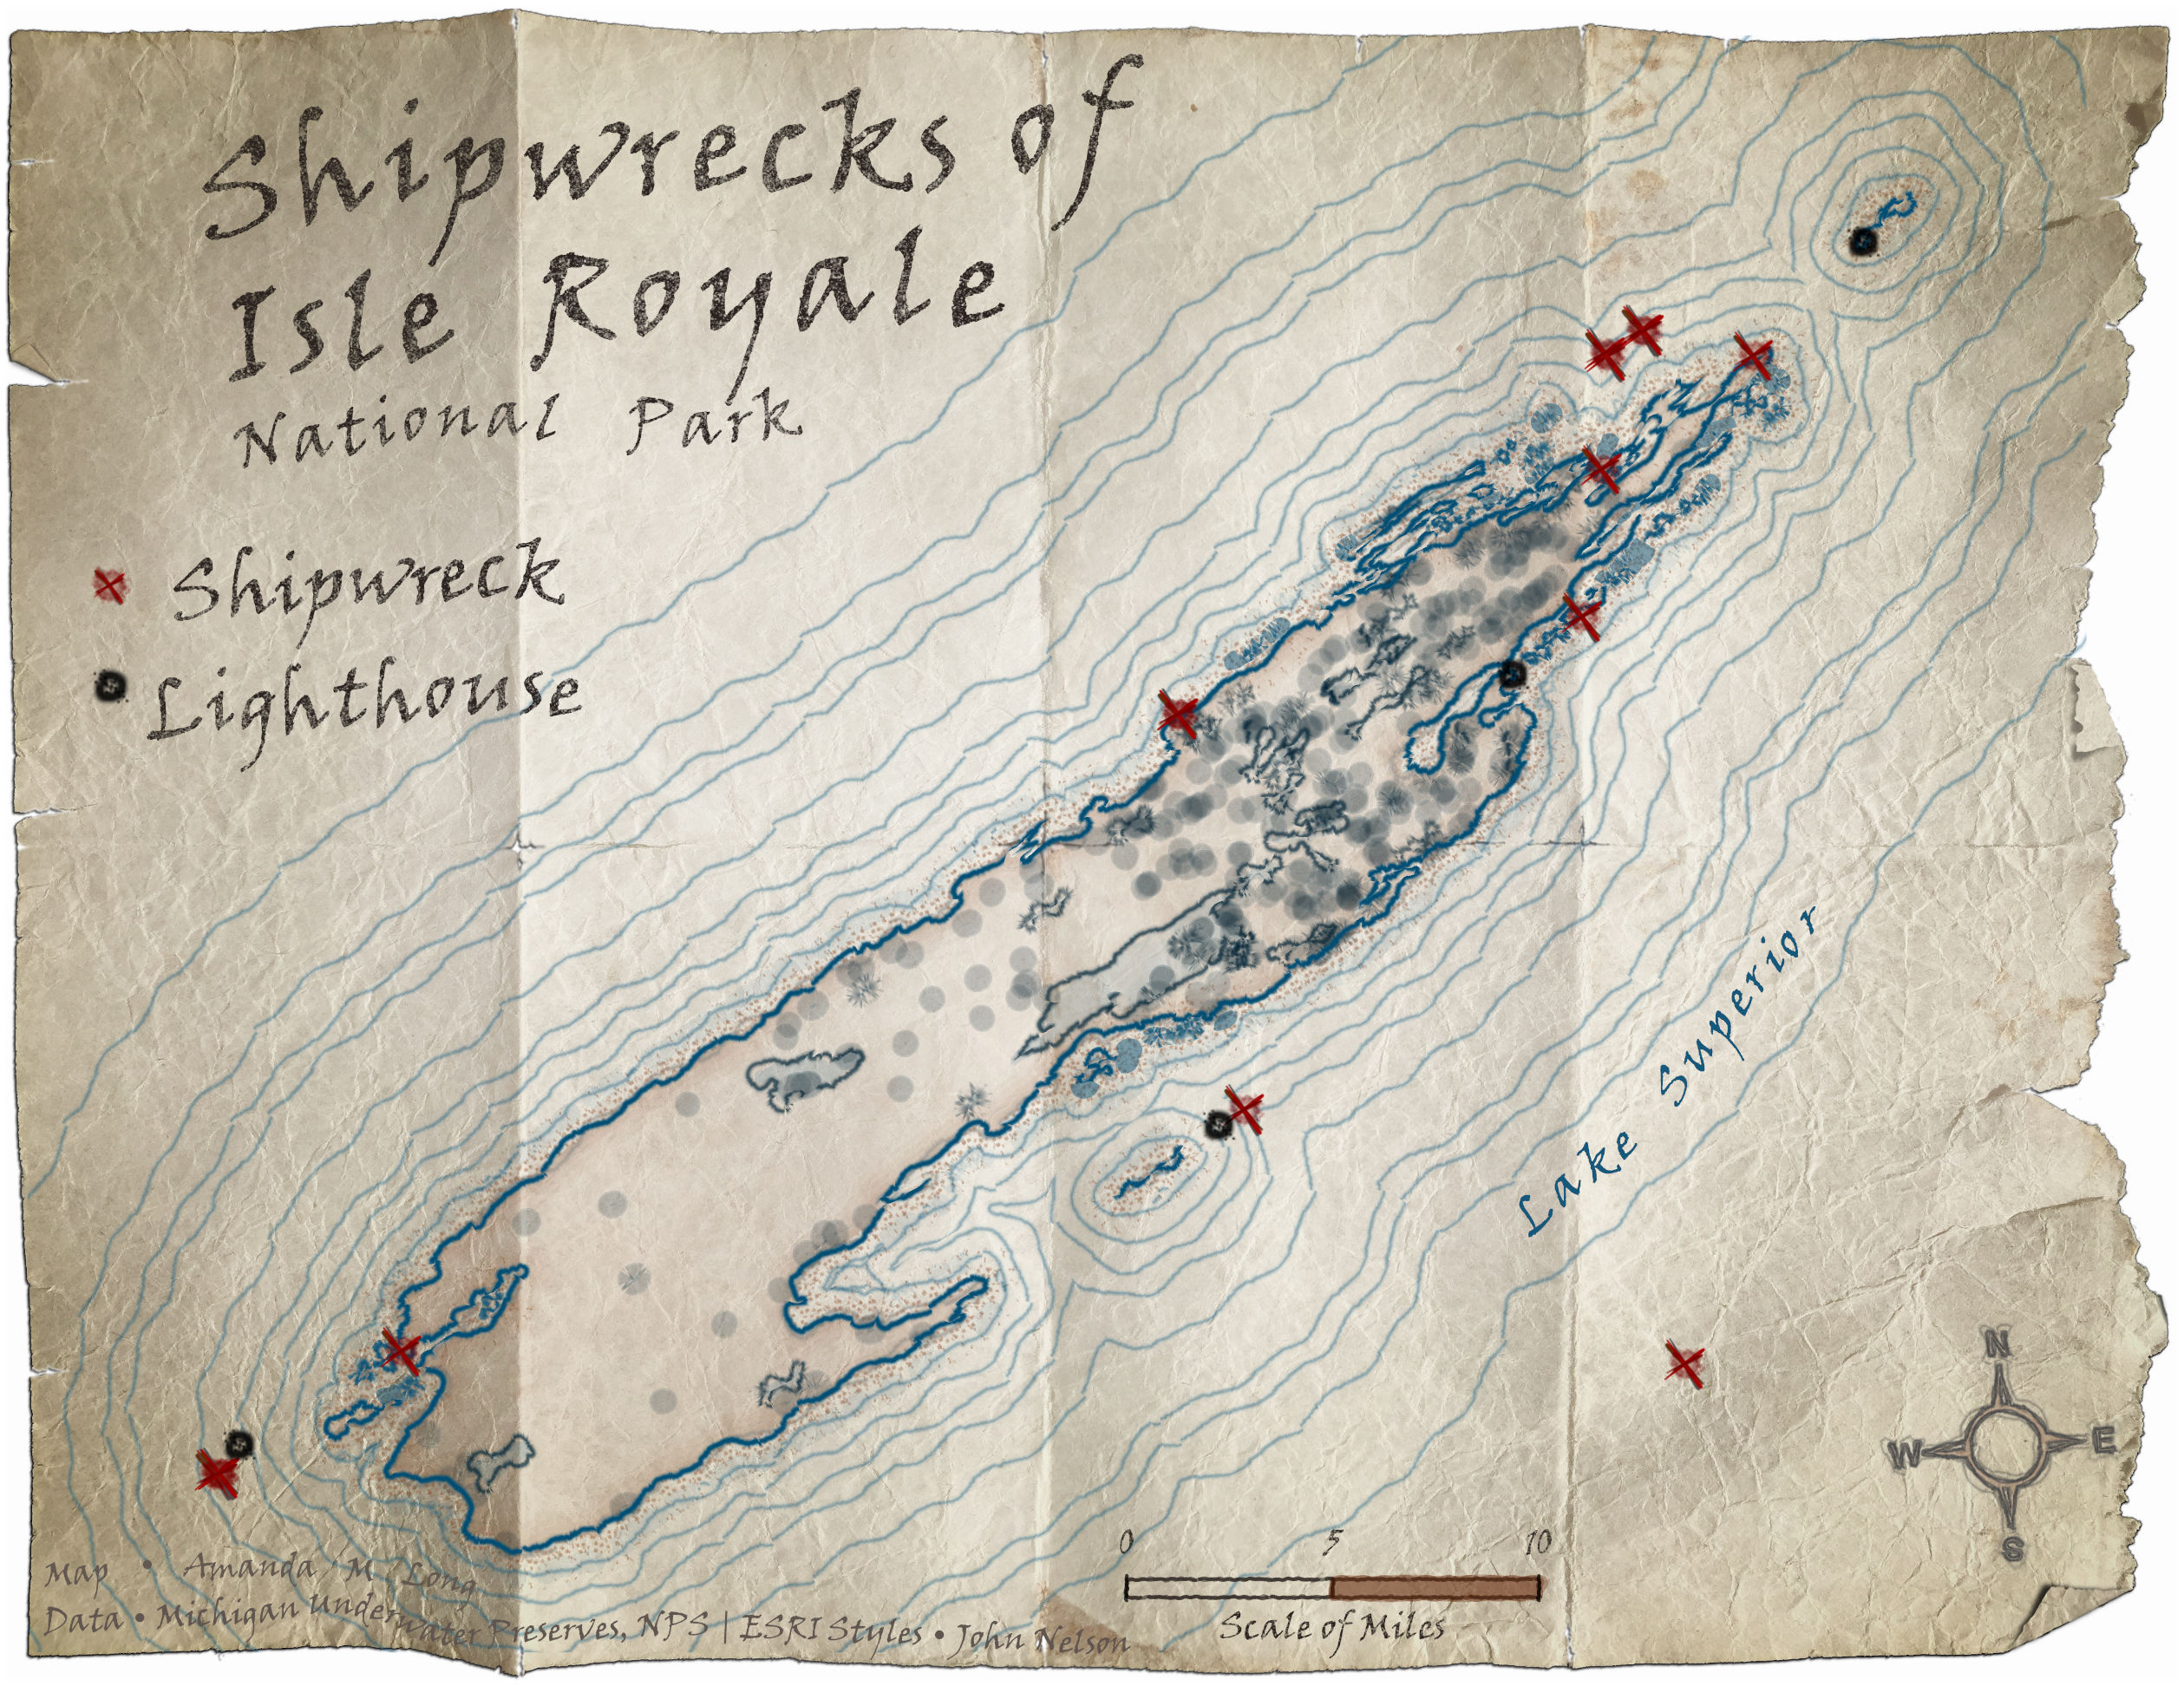 Shipwrecks of
Isle Royale
National Park
Shipwreck
Lighthouse
Lake Superior
N
W E
S
0 5 10
Scale of Miles
Map • Amanda M Long
Data • Michigan Underwater Preserves, NPS | ESRI Styles • John Nelson